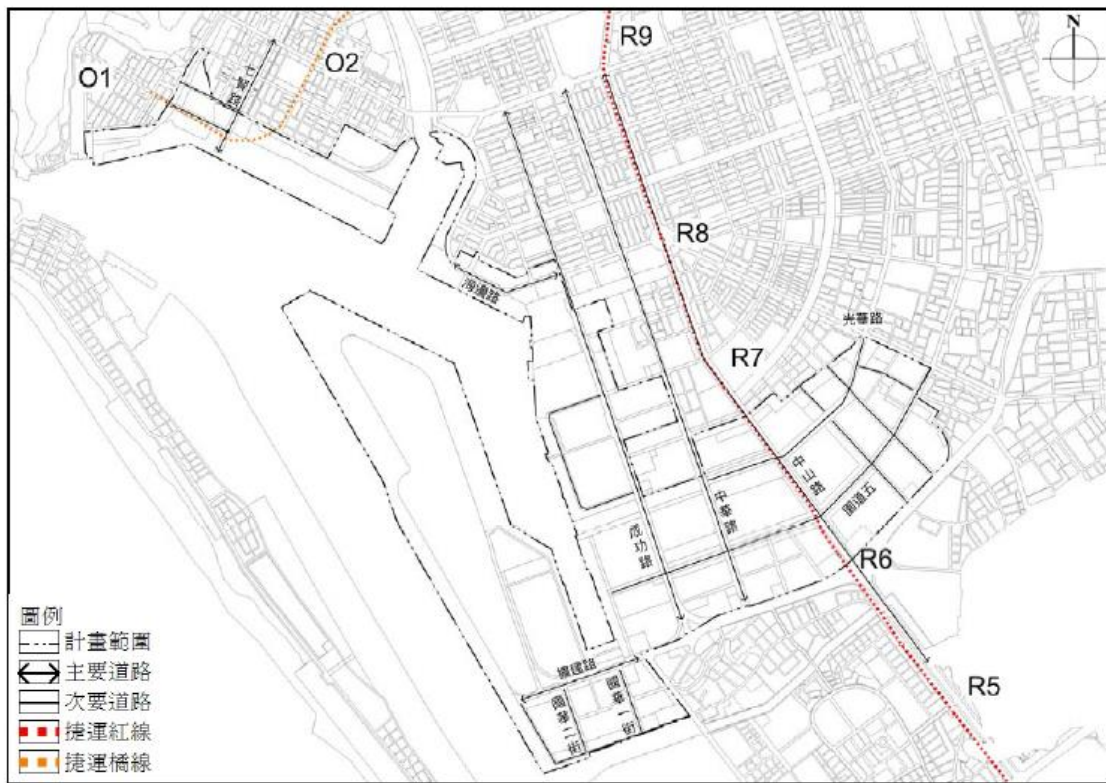 R9
N
O2
O1
七賢路
R8
灣邊路
光華路
R7
中山路
園道五
中華路
成功路
R6
擴建路
R5
國華一街
國華二街
圖例
計畫範圍
主要道路
次要道路
捷運紅線
捷運橘線